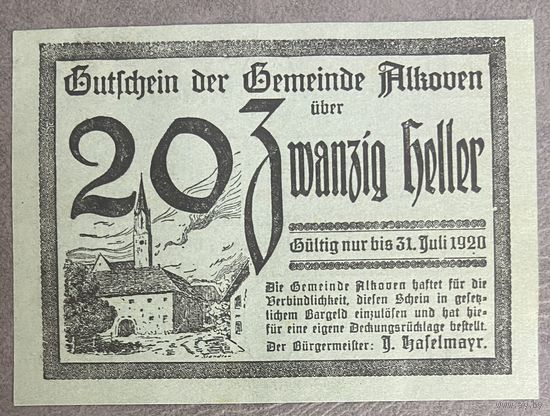 Gutschein der Gemeinde Alkoven
über
20 Zwanzig Heller
Gültig nur bis 31. Juli 1920
Die Gemeinde Alkoven haftet für die
Verbindlichkeit, diesen Schein in gesetz-
lichem Bargeld einzulösen und hat hie-
für eine eigene Deckungsrücklage bestellt.
Der Bürgermeister: J. Haselmayr.